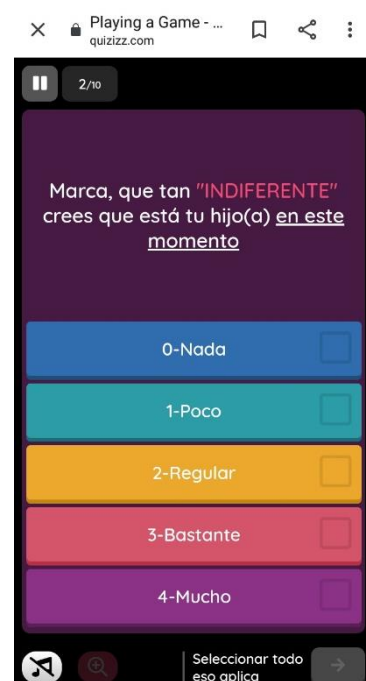 Playing a Game - ...
quizizz.com
2/10
Marca, que tan "INDIFERENTE"
crees que está tu hijo(a) en este
momento
0-Nada
1-Poco
2-Regular
3-Bastante
4-Mucho
Seleccionar todo
eso aplica